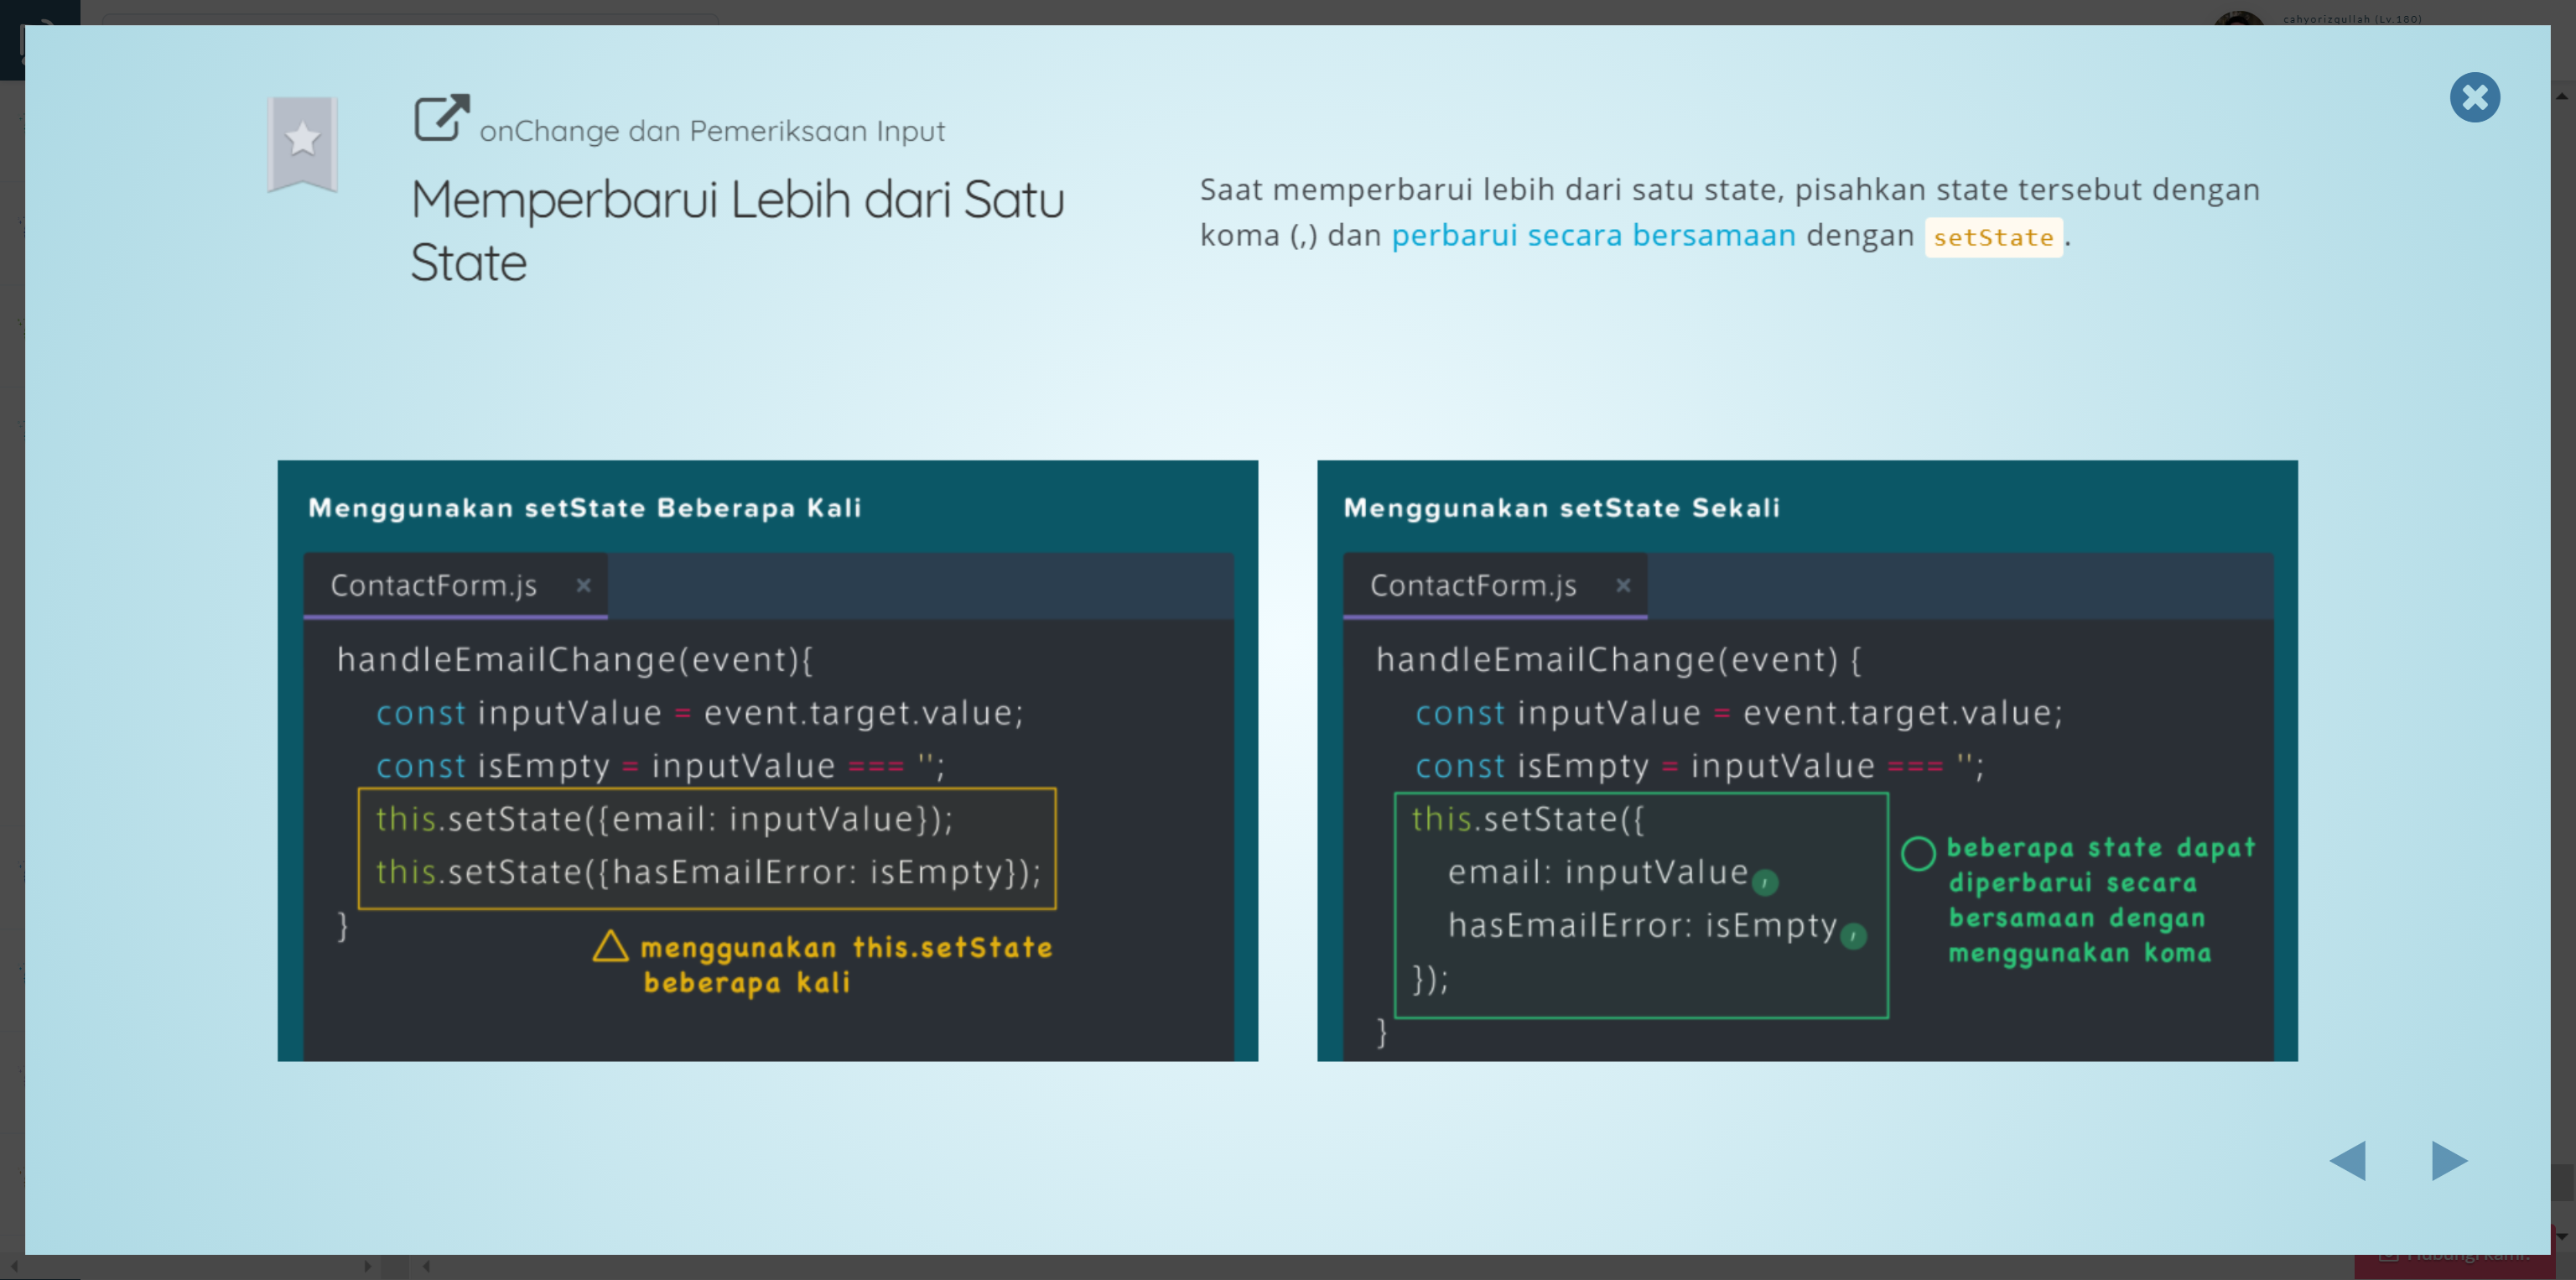 cahyorizqullah (Lv.180)
onChange dan Pemeriksaan Input
Memperbarui Lebih dari Satu
State
Saat memperbarui lebih dari satu state, pisahkan state tersebut dengan
koma (,) dan perbarui secara bersamaan dengan setState.
Menggunakan setState Beberapa Kali
ContactForm.js ×
handleEmailChange(event){
const inputValue = event.target.value;
const isEmpty = inputValue === '';
this.setState({email: inputValue});
this.setState({hasEmailError: isEmpty});
}
menggunakan this.setState
beberapa kali
Menggunakan setState Sekali
ContactForm.js ×
handleEmailChange(event) {
const inputValue = event.target.value;
const isEmpty = inputValue === '';
this.setState({
email: inputValue,
hasEmailError: isEmpty,
});
}
beberapa state dapat
diperbarui secara
bersamaan dengan
menggunakan koma